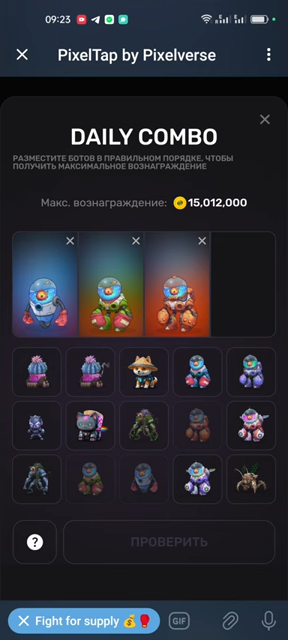 09:23
PixelTap by Pixelverse
DAILY COMBO
РАЗМЕСТИТЕ БОТОВ В ПРАВИЛЬНОМ ПОРЯДКЕ, ЧТОБЫ
ПОЛУЧИТЬ МАКСИМАЛЬНОЕ ВОЗНАГРАЖДЕНИЕ
Макс. вознаграждение: 15,012,000
?
ПРОВЕРИТЬ
Fight for supply 💰🥊
GIF